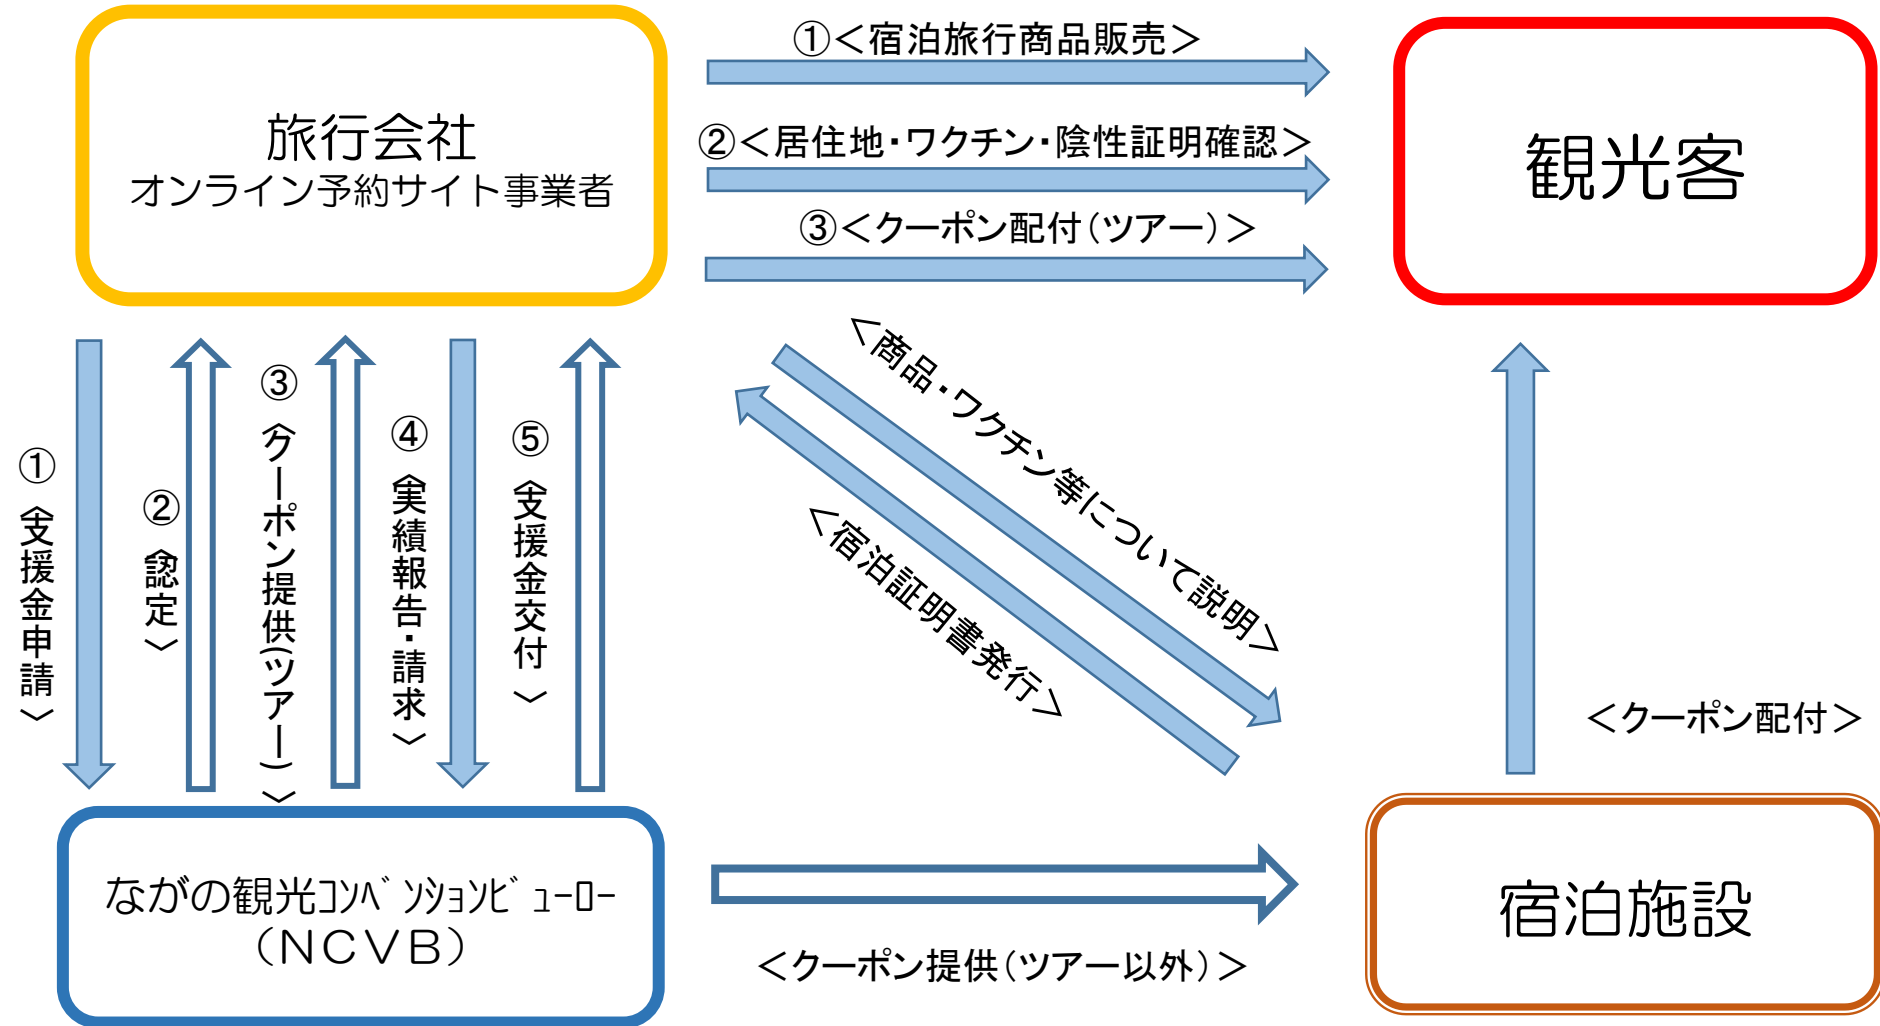 旅行会社
オンライン予約サイト事業者
①＜宿泊旅行商品販売＞
②＜居住地・ワクチン・陰性証明確認＞
③＜クーポン配付（ツアー）＞
観光客
①＜支援金申請＞
②＜認定＞
③＜クーポン提供（ツアー）＞
④＜実績報告・請求＞
⑤＜支援金交付＞
＜商品・ワクチン等について説明＞
＜宿泊証明書発行＞
＜クーポン配付＞
ながの観光ｺﾝﾍﾞﾝｼｮﾝﾋﾞｭｰﾛｰ
（ＮＣＶＢ）
＜クーポン提供（ツアー以外）＞
宿泊施設